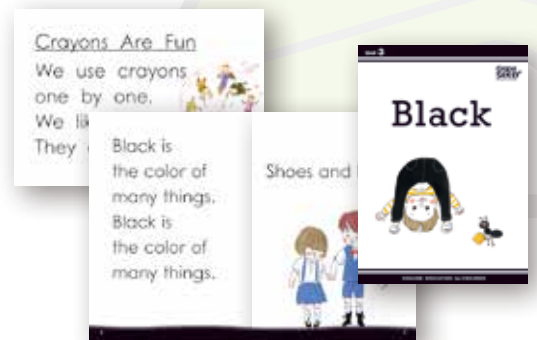 Crayons Are Fun
We use crayons
one by one.
We
They
Black is
the color of
many things.
Black is
the color of
many things.
Shoes and
3
Black